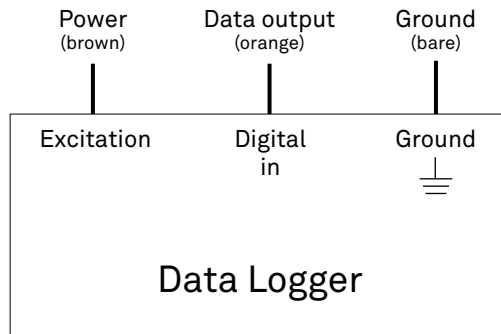 Power Data output Ground
(brown) (orange) (bare)
Excitation Digital in Ground
Data Logger